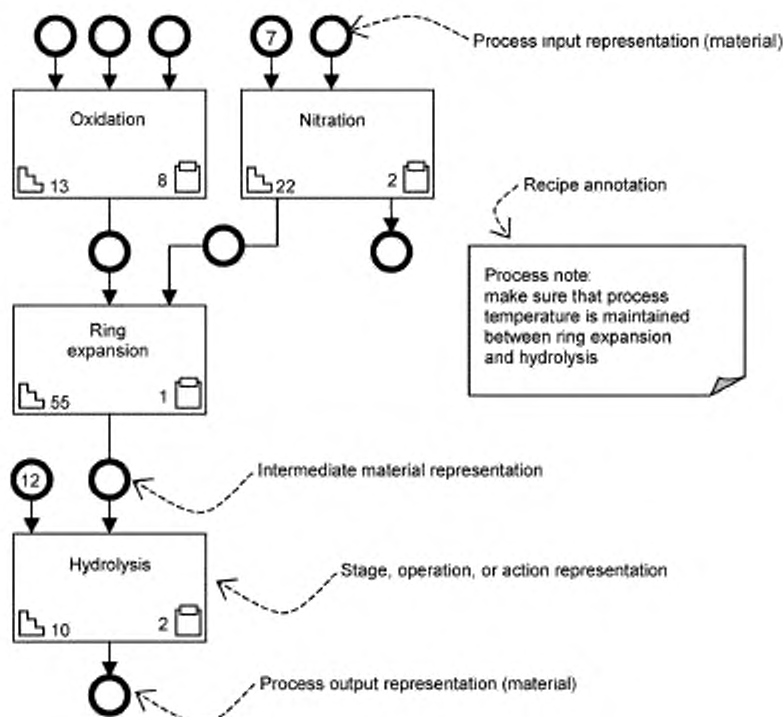 7
Process input representation (material)
Oxidation
Nitration
13
8
22
2
Recipe annotation
Process note:
make sure that process
temperature is maintained
between ring expansion
and hydrolysis
Ring
expansion
55
1
12
Intermediate material representation
Hydrolysis
Stage, operation, or action representation
10
2
Process output representation (material)